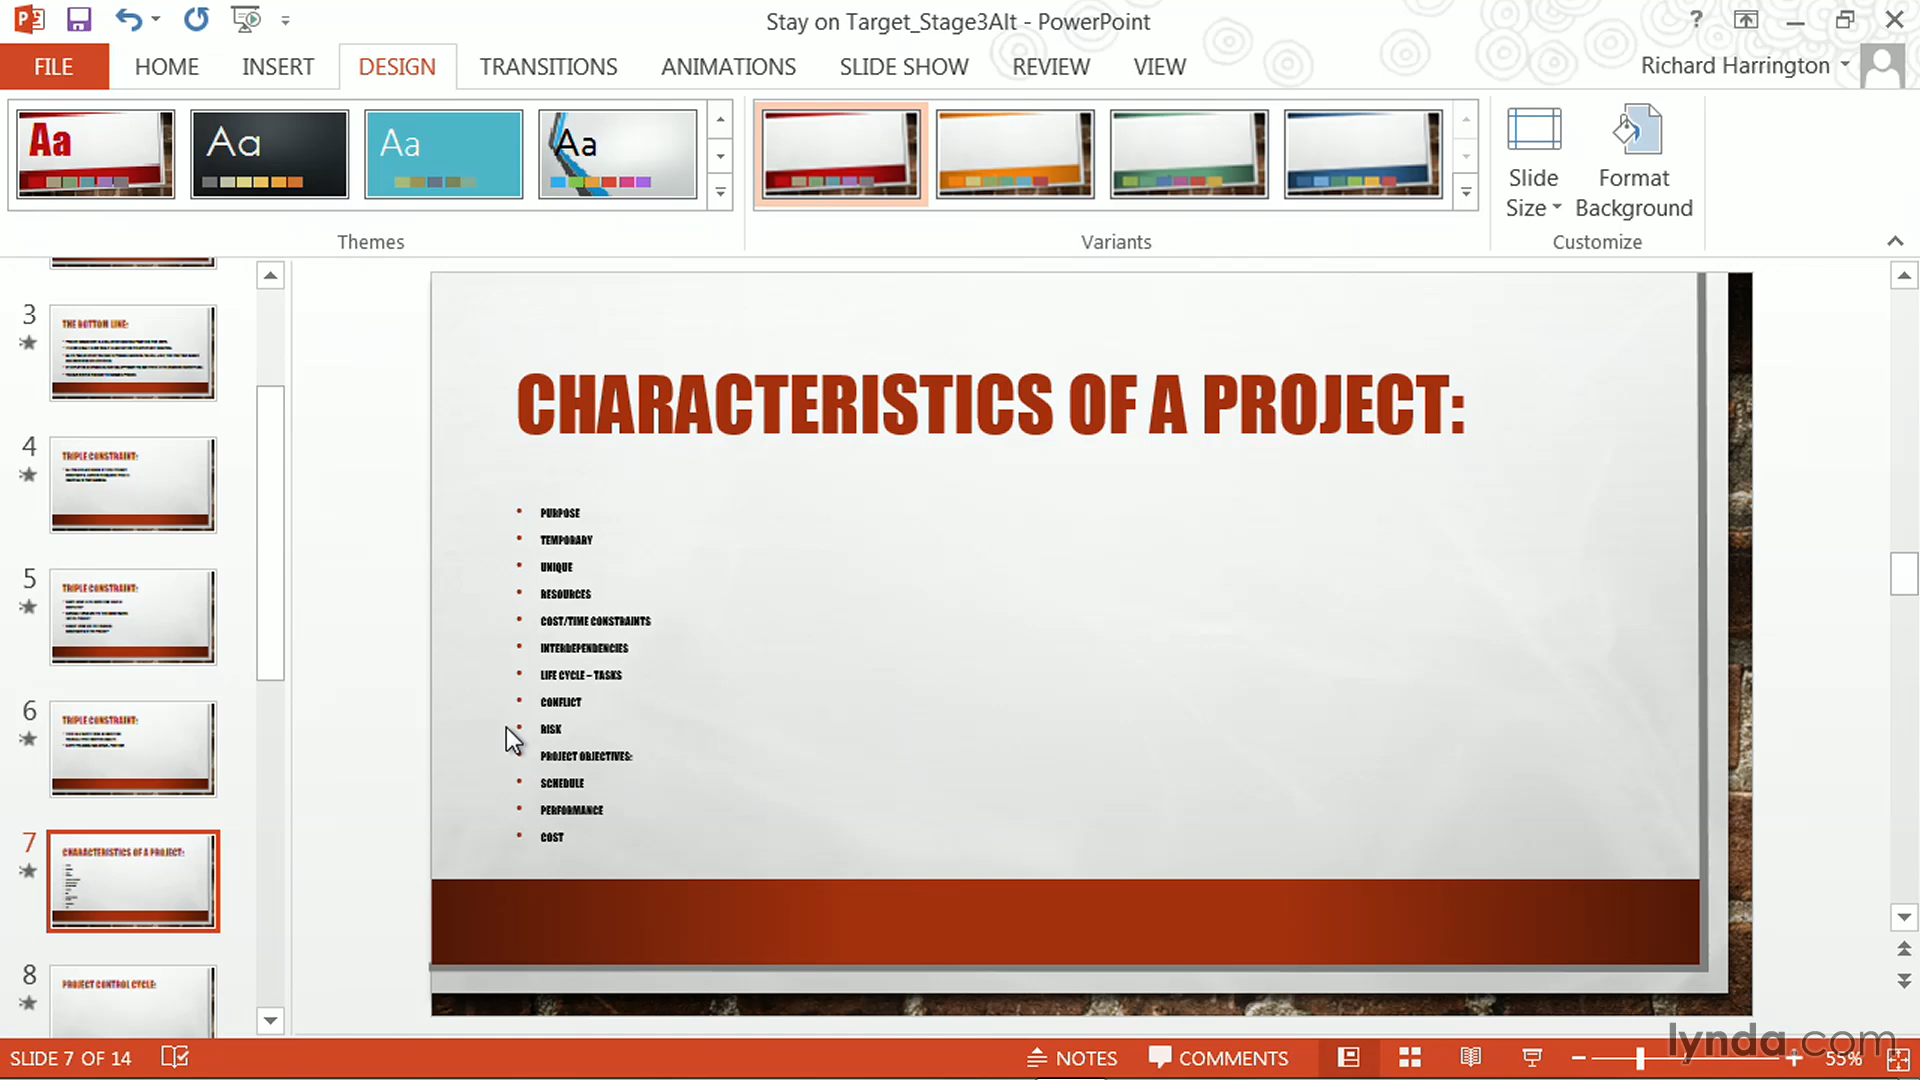 Stay on Target_Stage3Alt - PowerPoint
?
FILE
HOME
INSERT
DESIGN
TRANSITIONS
ANIMATIONS
SLIDE SHOW
REVIEW
VIEW
Richard Harrington
Aa
Aa
Aa
Aa
Slide
Size
Format
Background
Themes
Variants
Customize
3
THE BOTTOM LINE:
4
TRIPLE CONSTRAINT:
5
TRIPLE CONSTRAINT:
6
TRIPLE CONSTRAINT:
7
CHARACTERISTICS OF A PROJECT:
8
PROJECT CONTROL CYCLE:
CHARACTERISTICS OF A PROJECT:
• PURPOSE
• TEMPORARY
• UNIQUE
• RESOURCES
• COST/TIME CONSTRAINTS
• INTERDEPENDENCIES
• LIFE CYCLE – TASKS
• CONFLICT
• RISK
PROJECT OBJECTIVES:
• SCHEDULE
• PERFORMANCE
• COST
SLIDE 7 OF 14
NOTES
COMMENTS
55%
lynda.com